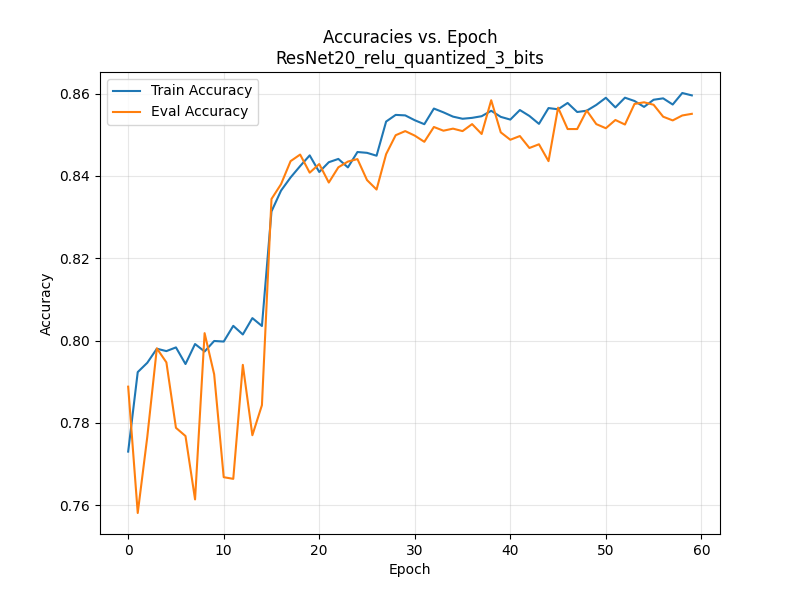 Accuracies vs. Epoch
ResNet20_relu_quantized_3_bits
Train Accuracy
Eval Accuracy
0.86
0.84
0.82
0.80
0.78
0.76
Accuracy
0 10 20 30 40 50 60
Epoch